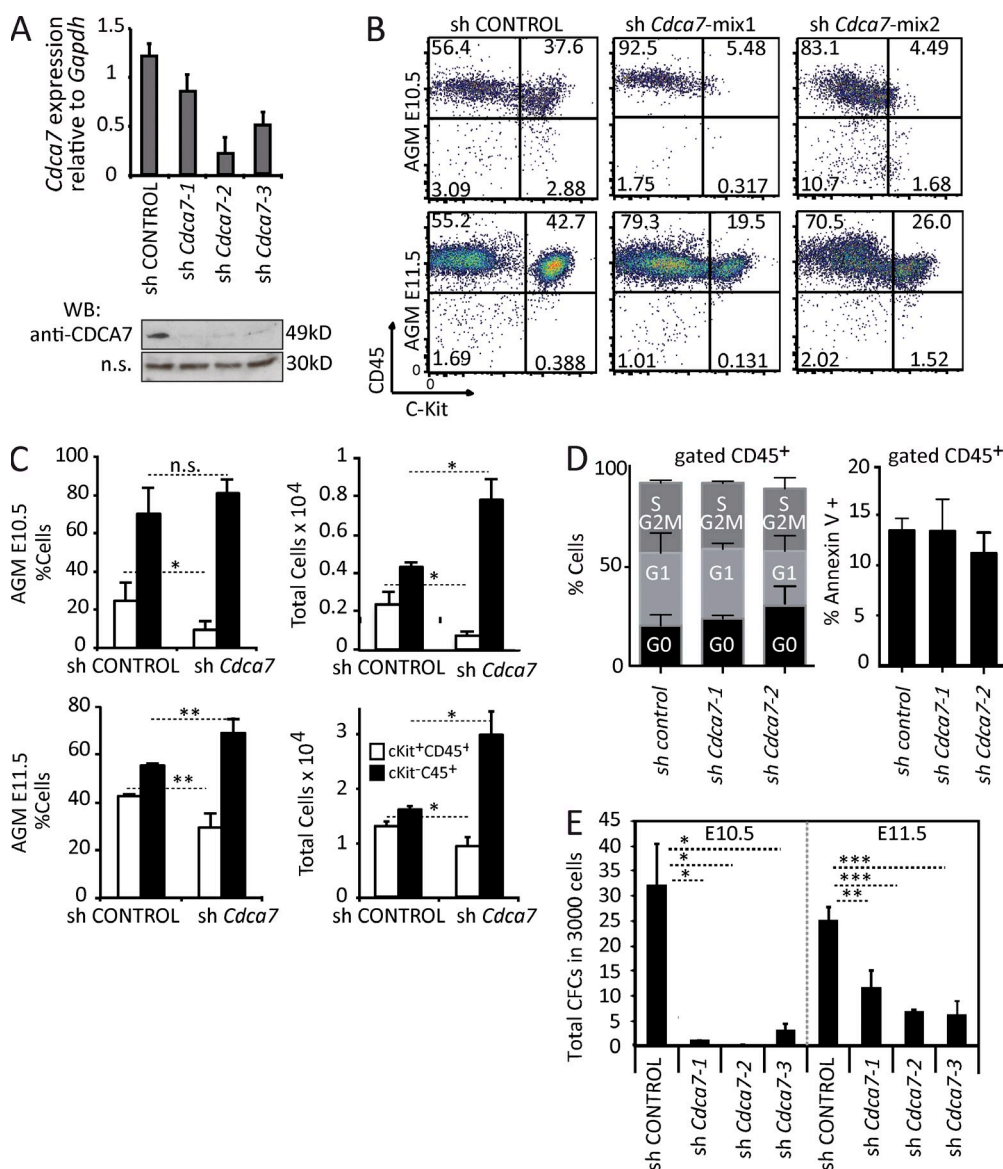 A
Cdca7 expression
relative to Gapdh
1.5
1
0.5
0
sh CONTROL
sh Cdca7-1
sh Cdca7-2
sh Cdca7-3
WB:
anti-CDCA7
49kD
n.s.
30kD
B
sh CONTROL
sh Cdca7-mix1
sh Cdca7-mix2
AGM E10.5
56.4
37.6
3.09
2.88
92.5
5.48
1.75
0.317
83.1
4.49
10.7
1.68
AGM E11.5
55.2
42.7
1.69
0.388
79.3
19.5
1.01
0.131
70.5
26.0
2.02
1.52
CD45
0
0
C-Kit
C
AGM E10.5
%Cells
100
80
60
40
20
0
n.s.
*
sh CONTROL
sh Cdca7
Total Cells x 10⁴
1
0.8
0.6
0.4
0.2
0
*
*
sh CONTROL
sh Cdca7
AGM E11.5
%Cells
80
60
40
20
0
**
**
sh CONTROL
sh Cdca7
Total Cells x 10⁴
3
2
1
0
*
*
cKit⁺CD45⁺
cKit⁻C45⁺
sh CONTROL
sh Cdca7
D
gated CD45⁺
% Cells
100
50
0
S
G2M
G1
G0
S
G2M
G1
G0
S
G2M
G1
G0
sh control
sh Cdca7-1
sh Cdca7-2
gated CD45⁺
% Annexin V +
20
15
10
5
0
sh control
sh Cdca7-1
sh Cdca7-2
E
Total CFCs in 3000 cells
45
40
35
30
25
20
15
10
5
0
E10.5
*
*
*
E11.5
***
***
**
sh CONTROL
sh Cdca7-1
sh Cdca7-2
sh Cdca7-3
sh CONTROL
sh Cdca7-1
sh Cdca7-2
sh Cdca7-3